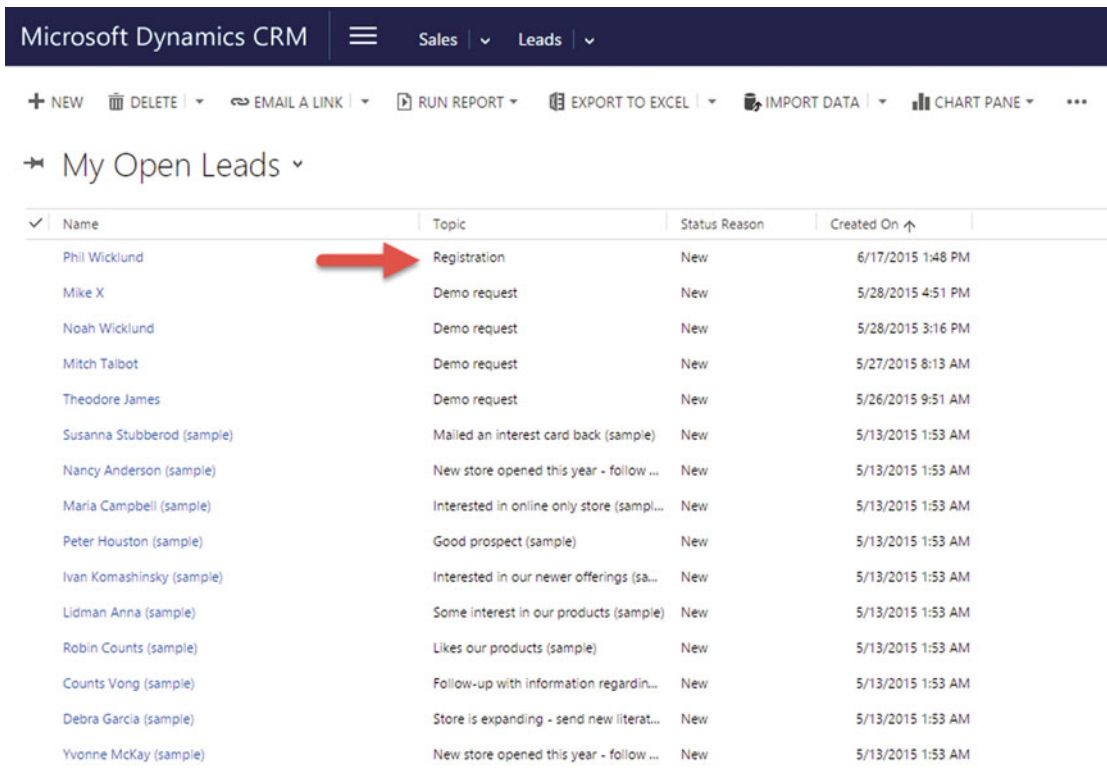 Microsoft Dynamics CRM Sales Leads
NEW DELETE EMAIL A LINK RUN REPORT EXPORT TO EXCEL IMPORT DATA CHART PANE ...
My Open Leads
Name Topic Status Reason Created On
Phil Wicklund Registration New 6/17/2015 1:48 PM
Mike X Demo request New 5/28/2015 4:51 PM
Noah Wicklund Demo request New 5/28/2015 3:16 PM
Mitch Talbot Demo request New 5/27/2015 8:13 AM
Theodore James Demo request New 5/26/2015 9:51 AM
Susanna Stubberod (sample) Mailed an interest card back (sample) New 5/13/2015 1:53 AM
Nancy Anderson (sample) New store opened this year - follow ... New 5/13/2015 1:53 AM
Maria Campbell (sample) Interested in online only store (sampl... New 5/13/2015 1:53 AM
Peter Houston (sample) Good prospect (sample) New 5/13/2015 1:53 AM
Ivan Komashinsky (sample) Interested in our newer offerings (sa... New 5/13/2015 1:53 AM
Lidman Anna (sample) Some interest in our products (sample) New 5/13/2015 1:53 AM
Robin Counts (sample) Likes our products (sample) New 5/13/2015 1:53 AM
Counts Vong (sample) Follow-up with information regardin... New 5/13/2015 1:53 AM
Debra Garcia (sample) Store is expanding - send new literat... New 5/13/2015 1:53 AM
Yvonne McKay (sample) New store opened this year - follow ... New 5/13/2015 1:53 AM